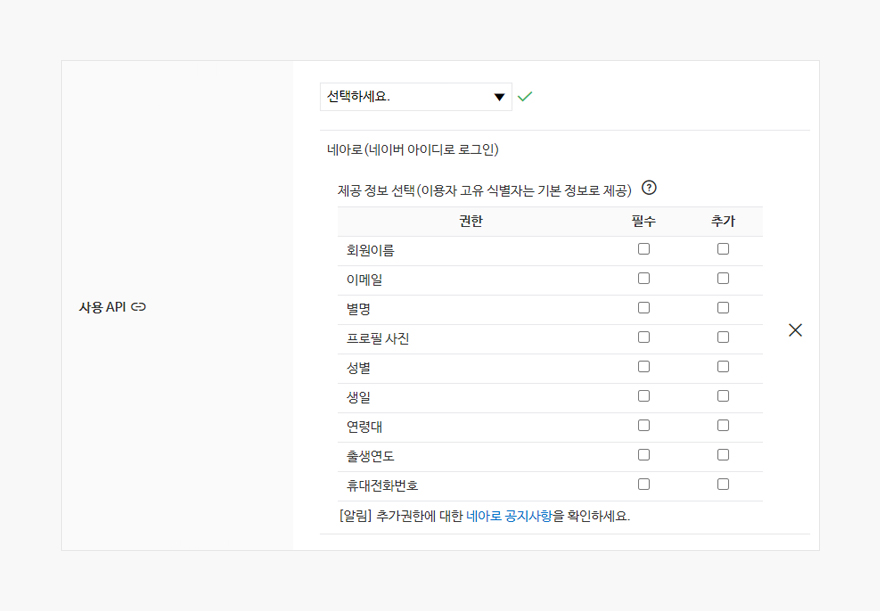 선택하세요.
네아로(네이버 아이디로 로그인)
제공 정보 선택(이용자 고유 식별자는 기본 정보로 제공) ?
권한 필수 추가
회원이름
이메일
별명
사용 API
프로필 사진
성별
생일
연령대
출생연도
휴대전화번호
[알림] 추가권한에 대한 네아로 공지사항을 확인하세요.